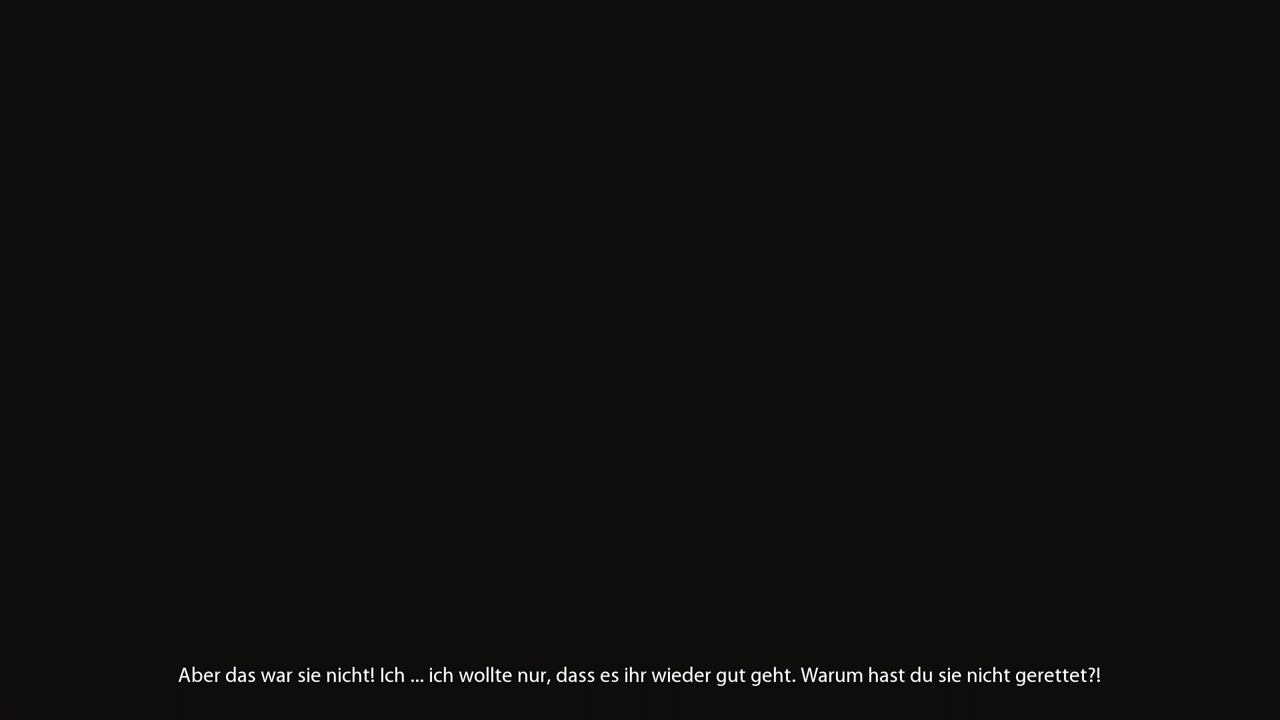 Aber das war sie nicht! Ich ... ich wollte nur, dass es ihr wieder gut geht. Warum hast du sie nicht gerettet?!